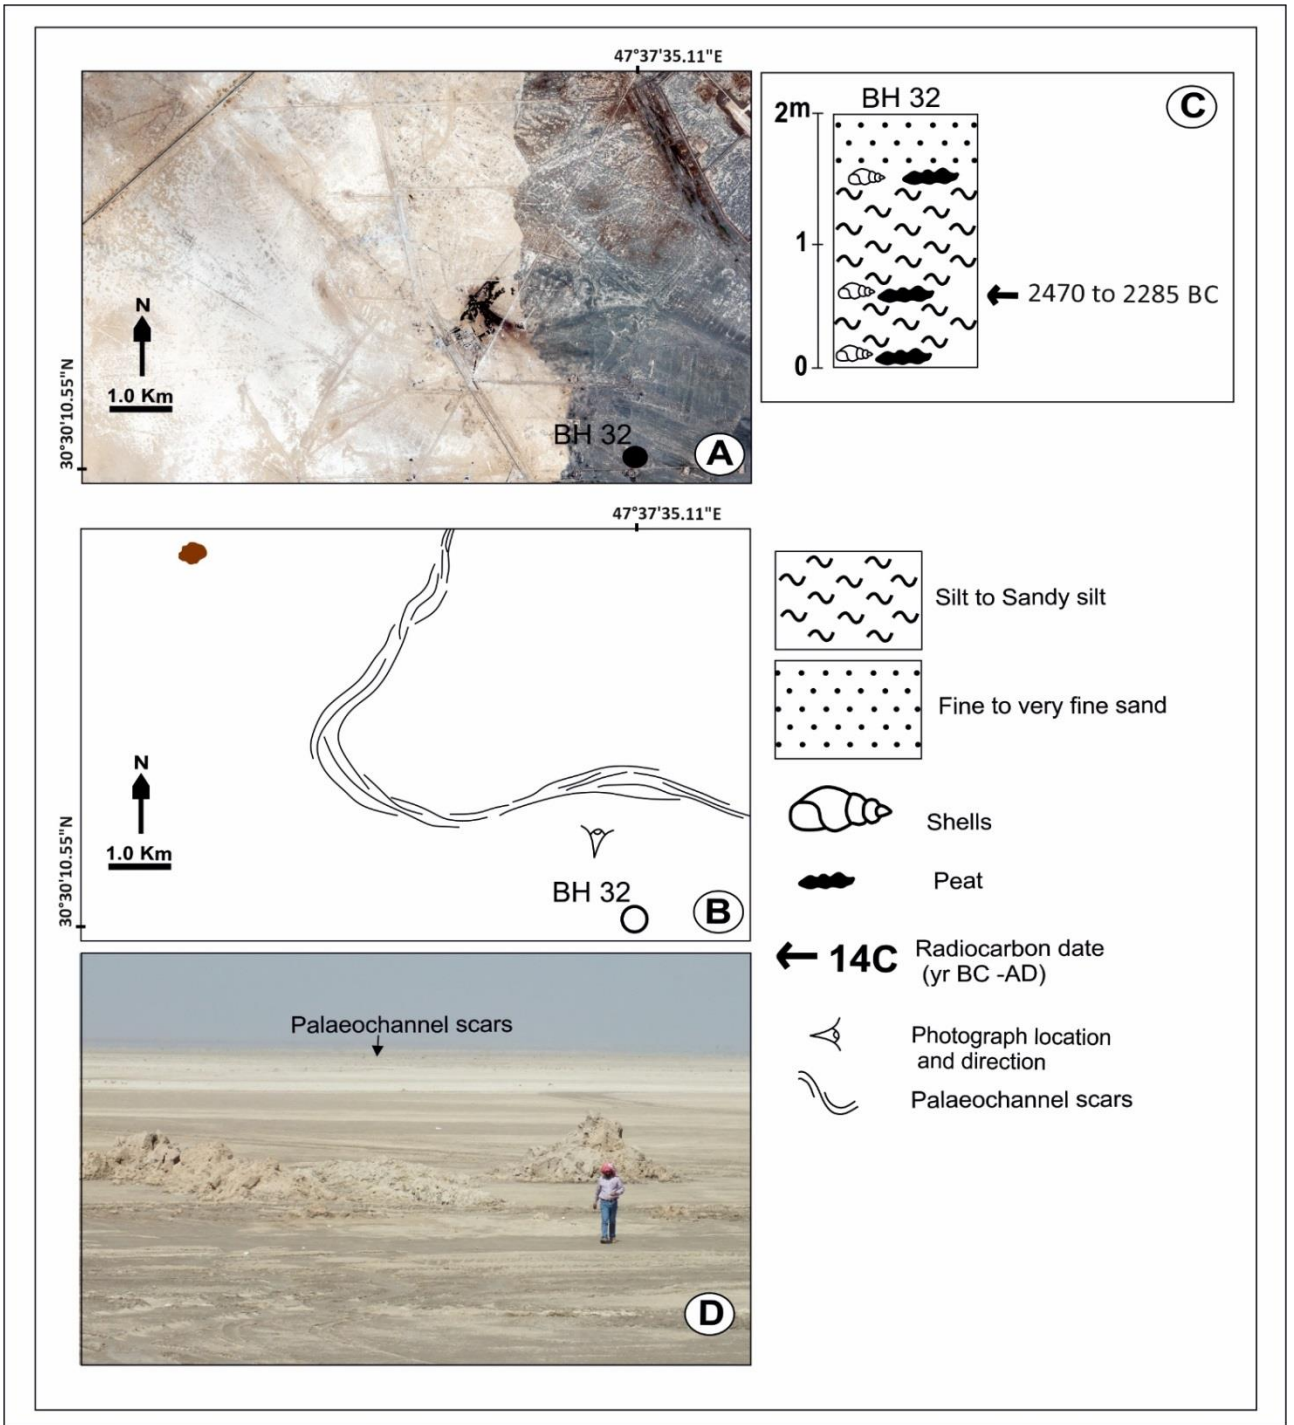 47°37'35.11"E
N
1.0 Km
30°30'10.55"N
BH 32
A
BH 32
C
2m
1
0
2470 to 2285 BC
47°37'35.11"E
N
1.0 Km
30°30'10.55"N
BH 32
B
Palaeochannel scars
D
Silt to Sandy silt
Fine to very fine sand
Shells
Peat
14C
Radiocarbon date
(yr BC -AD)
Photograph location
and direction
Palaeochannel scars